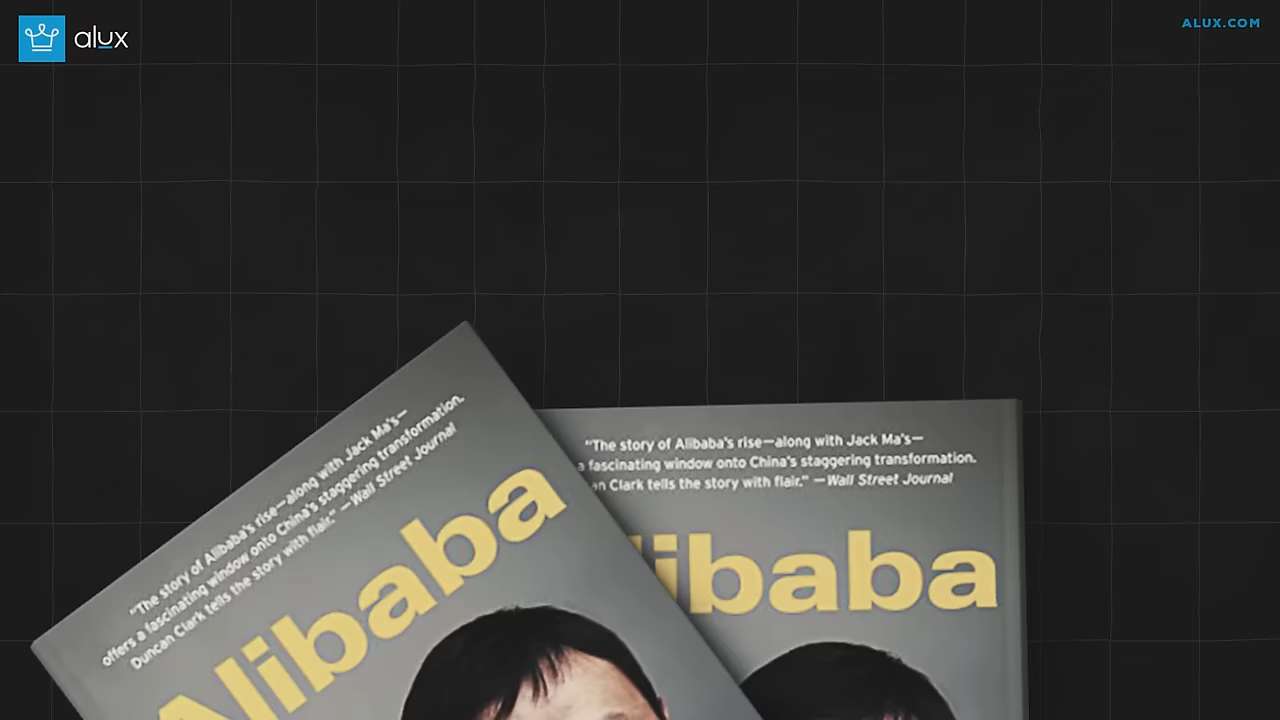 alux
ALUX.COM
"The story of Alibaba's rise—along with Jack Ma's—
offers a fascinating window onto China's staggering transformation.
Duncan Clark tells the story with flair." —Wall Street Journal
Alibaba
"The story of Alibaba's rise—along with Jack Ma's—
a fascinating window onto China's staggering transformation.
an Clark tells the story with flair." —Wall Street Journal
libaba